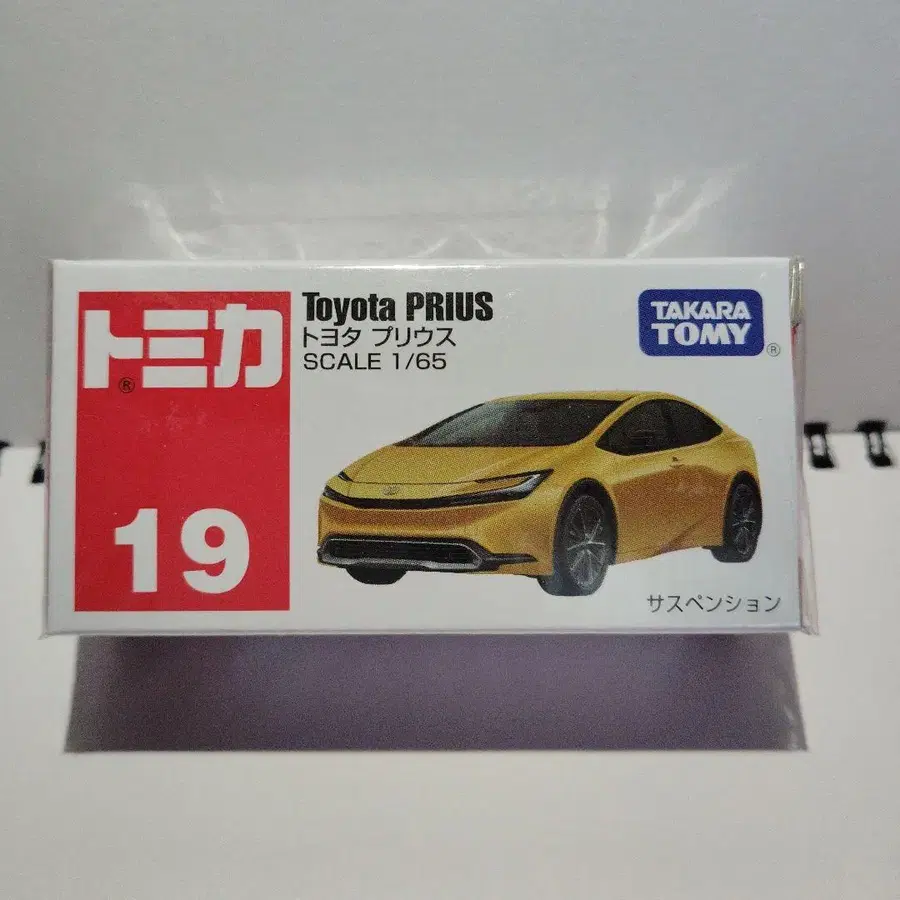 トミカ®
19
Toyota PRIUS
トヨタ プリウス
SCALE 1/65
TAKARA
TOMY®
サスペンション